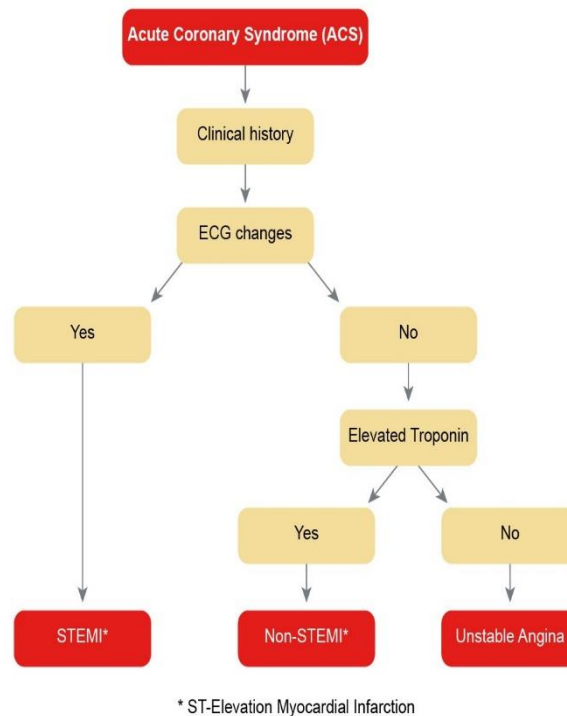 Acute Coronary Syndrome (ACS)
Clinical history
ECG changes
Yes
No
Elevated Troponin
Yes
No
STEMI*
Non-STEMI*
Unstable Angina
* ST-Elevation Myocardial Infarction